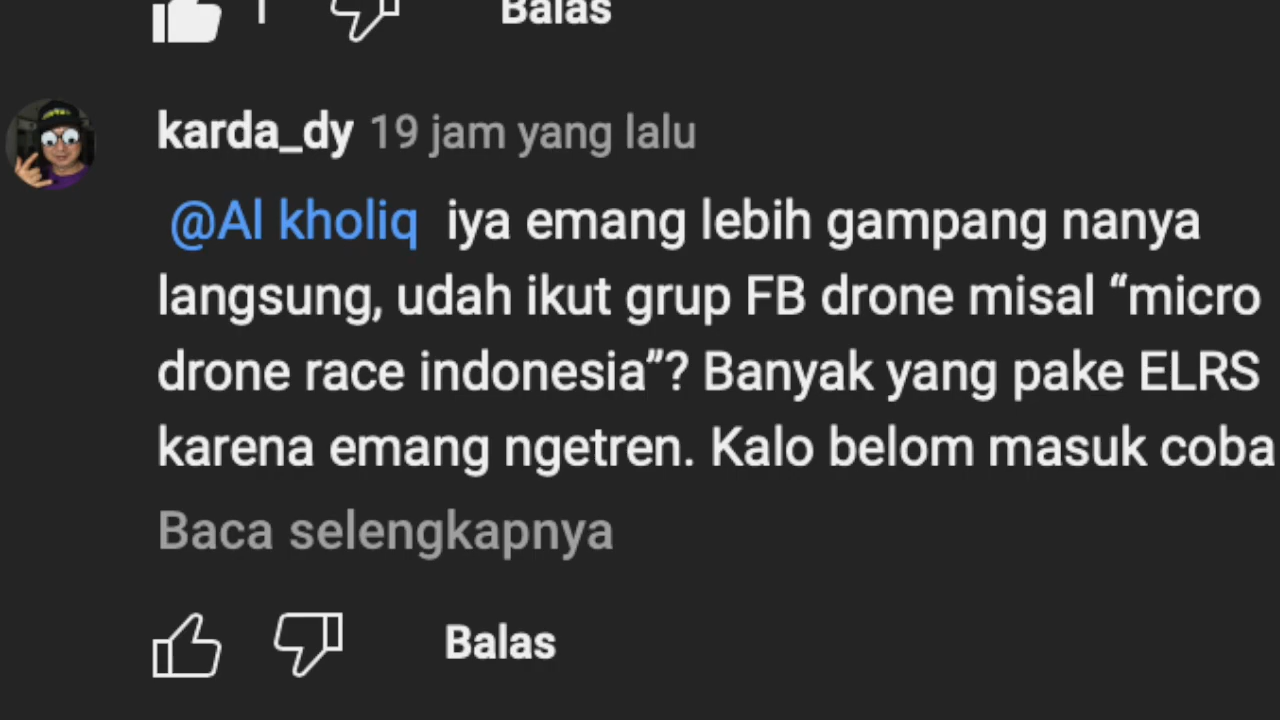 1 Balas
karda_dy 19 jam yang lalu
@Al kholiq iya emang lebih gampang nanya
langsung, udah ikut grup FB drone misal “micro
drone race indonesia”? Banyak yang pake ELRS
karena emang ngetren. Kalo belom masuk coba
Baca selengkapnya
Balas